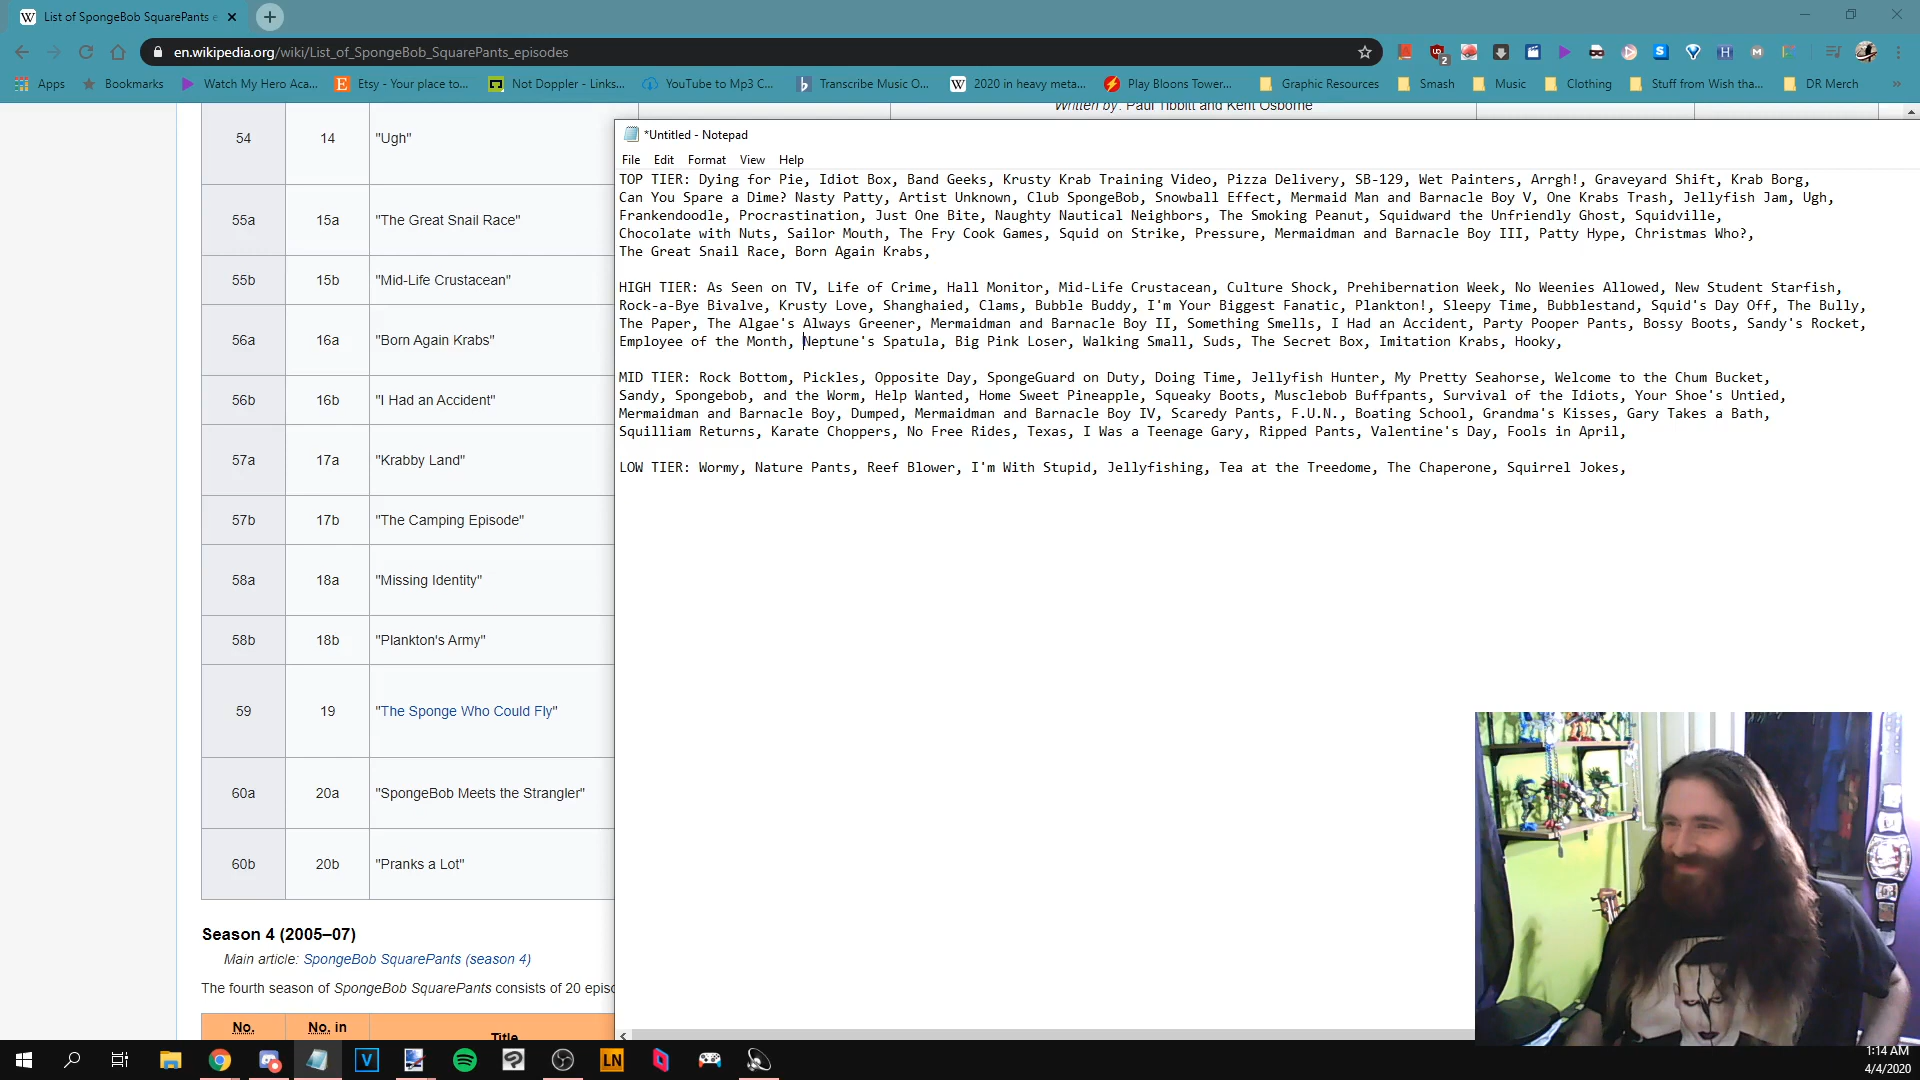 List of SpongeBob SquarePants e
en.wikipedia.org/wiki/List_of_SpongeBob_SquarePants_episodes
Apps
Bookmarks
Watch My Hero Aca...
Etsy - Your place to...
Not Doppler - Links...
YouTube to Mp3 C...
Transcribe Music O...
2020 in heavy meta...
Play Bloons Tower...
Graphic Resources
Smash
Music
Clothing
Stuff from Wish tha...
DR Merch
Written by: Paul Tibbitt and Kent Osborne
54 14 "Ugh"
55a 15a "The Great Snail Race"
55b 15b "Mid-Life Crustacean"
56a 16a "Born Again Krabs"
56b 16b "I Had an Accident"
57a 17a "Krabby Land"
57b 17b "The Camping Episode"
58a 18a "Missing Identity"
58b 18b "Plankton's Army"
59 19 "The Sponge Who Could Fly"
60a 20a "SpongeBob Meets the Strangler"
60b 20b "Pranks a Lot"
Season 4 (2005–07)
Main article: SpongeBob SquarePants (season 4)
The fourth season of SpongeBob SquarePants consists of 20 episo
No. No. in Title
*Untitled - Notepad
File Edit Format View Help
TOP TIER: Dying for Pie, Idiot Box, Band Geeks, Krusty Krab Training Video, Pizza Delivery, SB-129, Wet Painters, Arrgh!, Graveyard Shift, Krab Borg,
Can You Spare a Dime? Nasty Patty, Artist Unknown, Club SpongeBob, Snowball Effect, Mermaid Man and Barnacle Boy V, One Krabs Trash, Jellyfish Jam, Ugh,
Frankendoodle, Procrastination, Just One Bite, Naughty Nautical Neighbors, The Smoking Peanut, Squidward the Unfriendly Ghost, Squidville,
Chocolate with Nuts, Sailor Mouth, The Fry Cook Games, Squid on Strike, Pressure, Mermaidman and Barnacle Boy III, Patty Hype, Christmas Who?,
The Great Snail Race, Born Again Krabs,
HIGH TIER: As Seen on TV, Life of Crime, Hall Monitor, Mid-Life Crustacean, Culture Shock, Prehibernation Week, No Weenies Allowed, New Student Starfish,
Rock-a-Bye Bivalve, Krusty Love, Shanghaied, Clams, Bubble Buddy, I'm Your Biggest Fanatic, Plankton!, Sleepy Time, Bubblestand, Squid's Day Off, The Bully,
The Paper, The Algae's Always Greener, Mermaidman and Barnacle Boy II, Something Smells, I Had an Accident, Party Pooper Pants, Bossy Boots, Sandy's Rocket,
Employee of the Month, Neptune's Spatula, Big Pink Loser, Walking Small, Suds, The Secret Box, Imitation Krabs, Hooky,
MID TIER: Rock Bottom, Pickles, Opposite Day, SpongeGuard on Duty, Doing Time, Jellyfish Hunter, My Pretty Seahorse, Welcome to the Chum Bucket,
Sandy, Spongebob, and the Worm, Help Wanted, Home Sweet Pineapple, Squeaky Boots, Musclebob Buffpants, Survival of the Idiots, Your Shoe's Untied,
Mermaidman and Barnacle Boy, Dumped, Mermaidman and Barnacle Boy IV, Scaredy Pants, F.U.N., Boating School, Grandma's Kisses, Gary Takes a Bath,
Squilliam Returns, Karate Choppers, No Free Rides, Texas, I Was a Teenage Gary, Ripped Pants, Valentine's Day, Fools in April,
LOW TIER: Wormy, Nature Pants, Reef Blower, I'm With Stupid, Jellyfishing, Tea at the Treedome, The Chaperone, Squirrel Jokes,
1:14 AM
4/4/2020